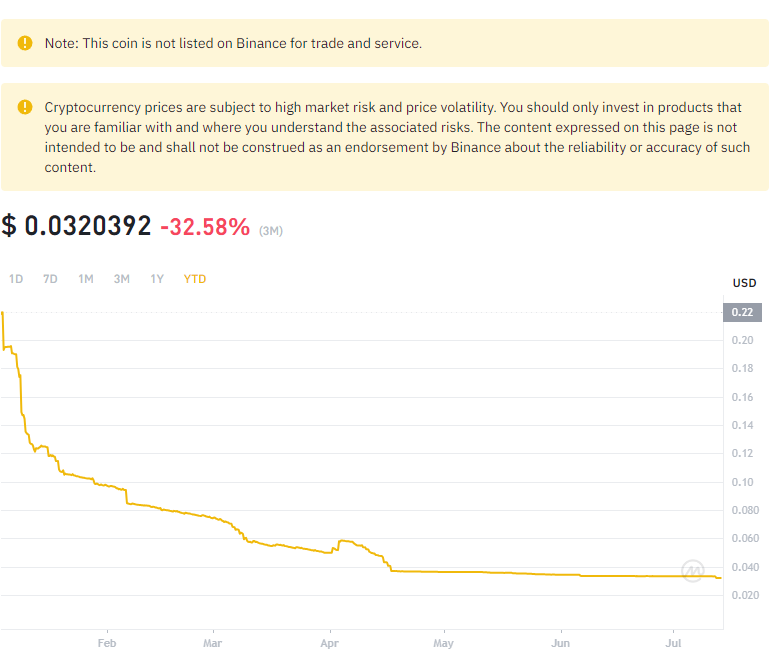 Note: This coin is not listed on Binance for trade and service.
Cryptocurrency prices are subject to high market risk and price volatility. You should only invest in products that
you are familiar with and where you understand the associated risks. The content expressed on this page is not
intended to be and shall not be construed as an endorsement by Binance about the reliability or accuracy of such
content.
$ 0.0320392 -32.58% (3M)
1D 7D 1M 3M 1Y YTD
USD
0.22
0.20
0.18
0.16
0.14
0.12
0.10
0.080
0.060
0.040
0.020
Feb Mar Apr May Jun Jul